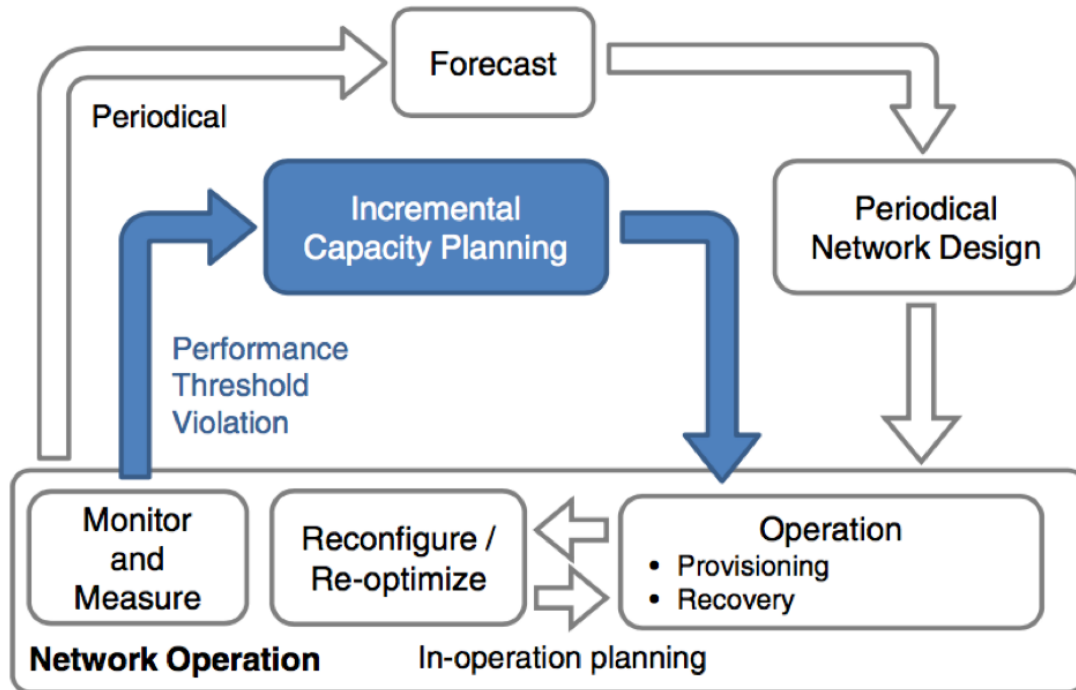 Forecast
Periodical
Incremental
Capacity Planning
Periodical
Network Design
Performance
Threshold
Violation
Monitor
and
Measure
Reconfigure /
Re-optimize
Operation
• Provisioning
• Recovery
Network Operation
In-operation planning